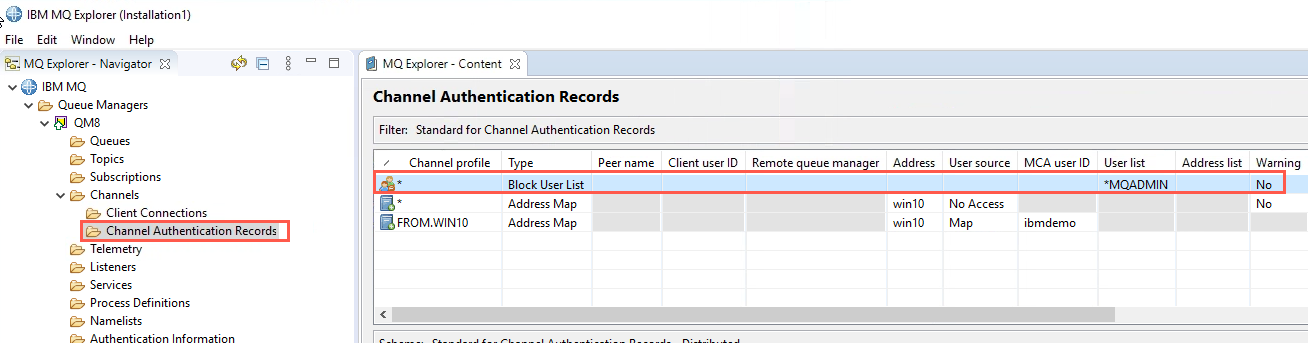 IBM MQ Explorer (Installation1)
File Edit Window Help
MQ Explorer - Navigator
IBM MQ
Queue Managers
QM8
Queues
Topics
Subscriptions
Channels
Client Connections
Channel Authentication Records
Telemetry
Listeners
Services
Process Definitions
Namelists
Authentication Information
MQ Explorer - Content
Channel Authentication Records
Filter: Standard for Channel Authentication Records
Channel profile Type Peer name Client user ID Remote queue manager Address User source MCA user ID User list Address list Warning
* Block User List *MQADMIN No
* Address Map win10 No Access No
FROM.WIN10 Address Map win10 Map ibmdemo
Scheme: Standard for Channel Authentication Records - Distributed